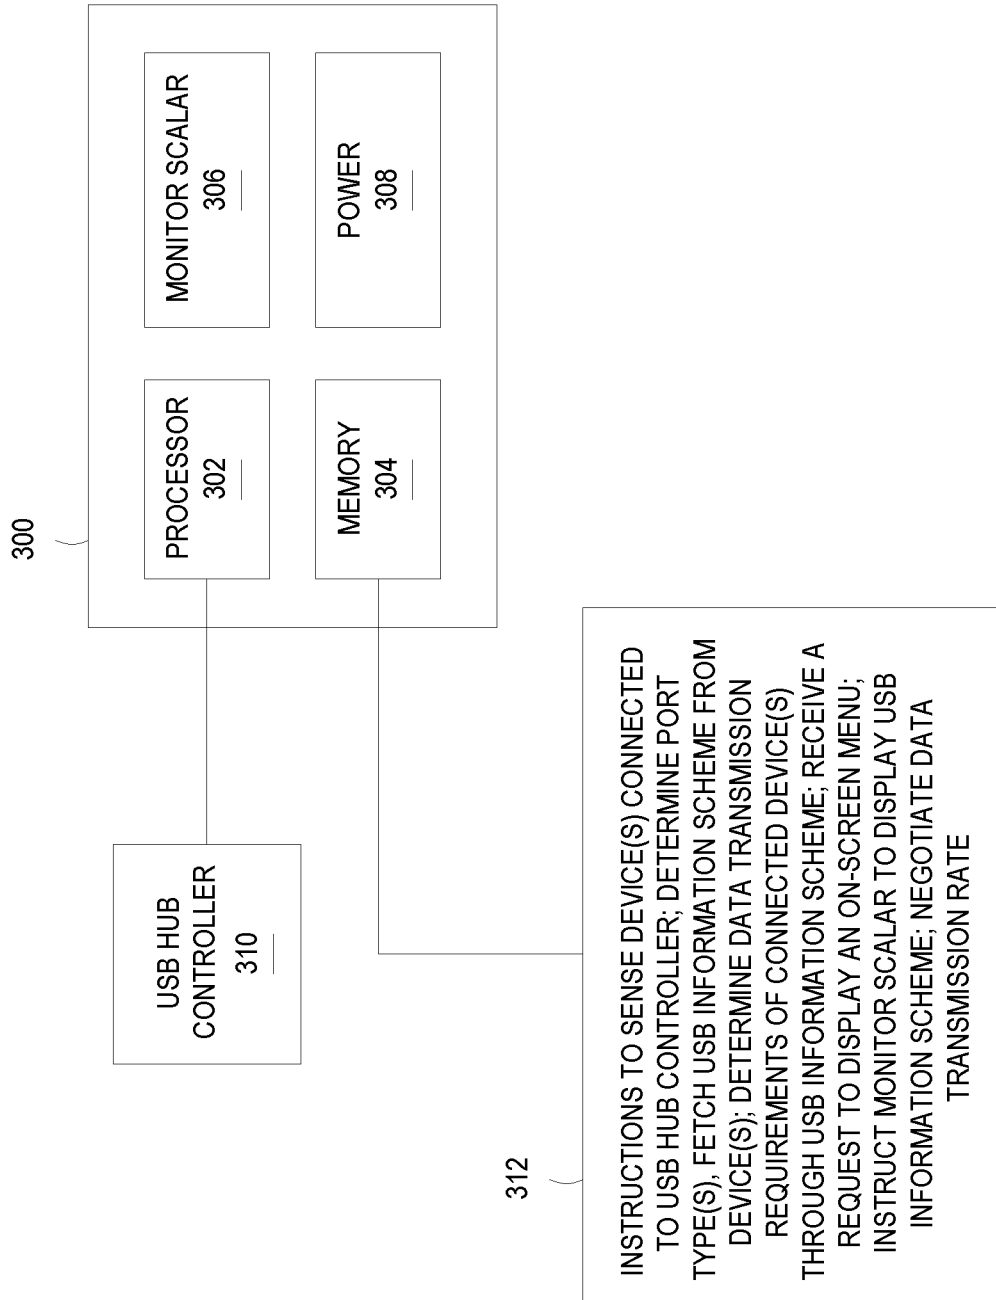 300
MONITOR SCALAR
306
POWER
308
PROCESSOR
302
MEMORY
304
USB HUB
CONTROLLER
310
312
INSTRUCTIONS TO SENSE DEVICE(S) CONNECTED
TO USB HUB CONTROLLER; DETERMINE PORT
TYPE(S), FETCH USB INFORMATION SCHEME FROM
DEVICE(S); DETERMINE DATA TRANSMISSION
REQUIREMENTS OF CONNECTED DEVICE(S)
THROUGH USB INFORMATION SCHEME; RECEIVE A
REQUEST TO DISPLAY AN ON-SCREEN MENU;
INSTRUCT MONITOR SCALAR TO DISPLAY USB
INFORMATION SCHEME; NEGOTIATE DATA
TRANSMISSION RATE